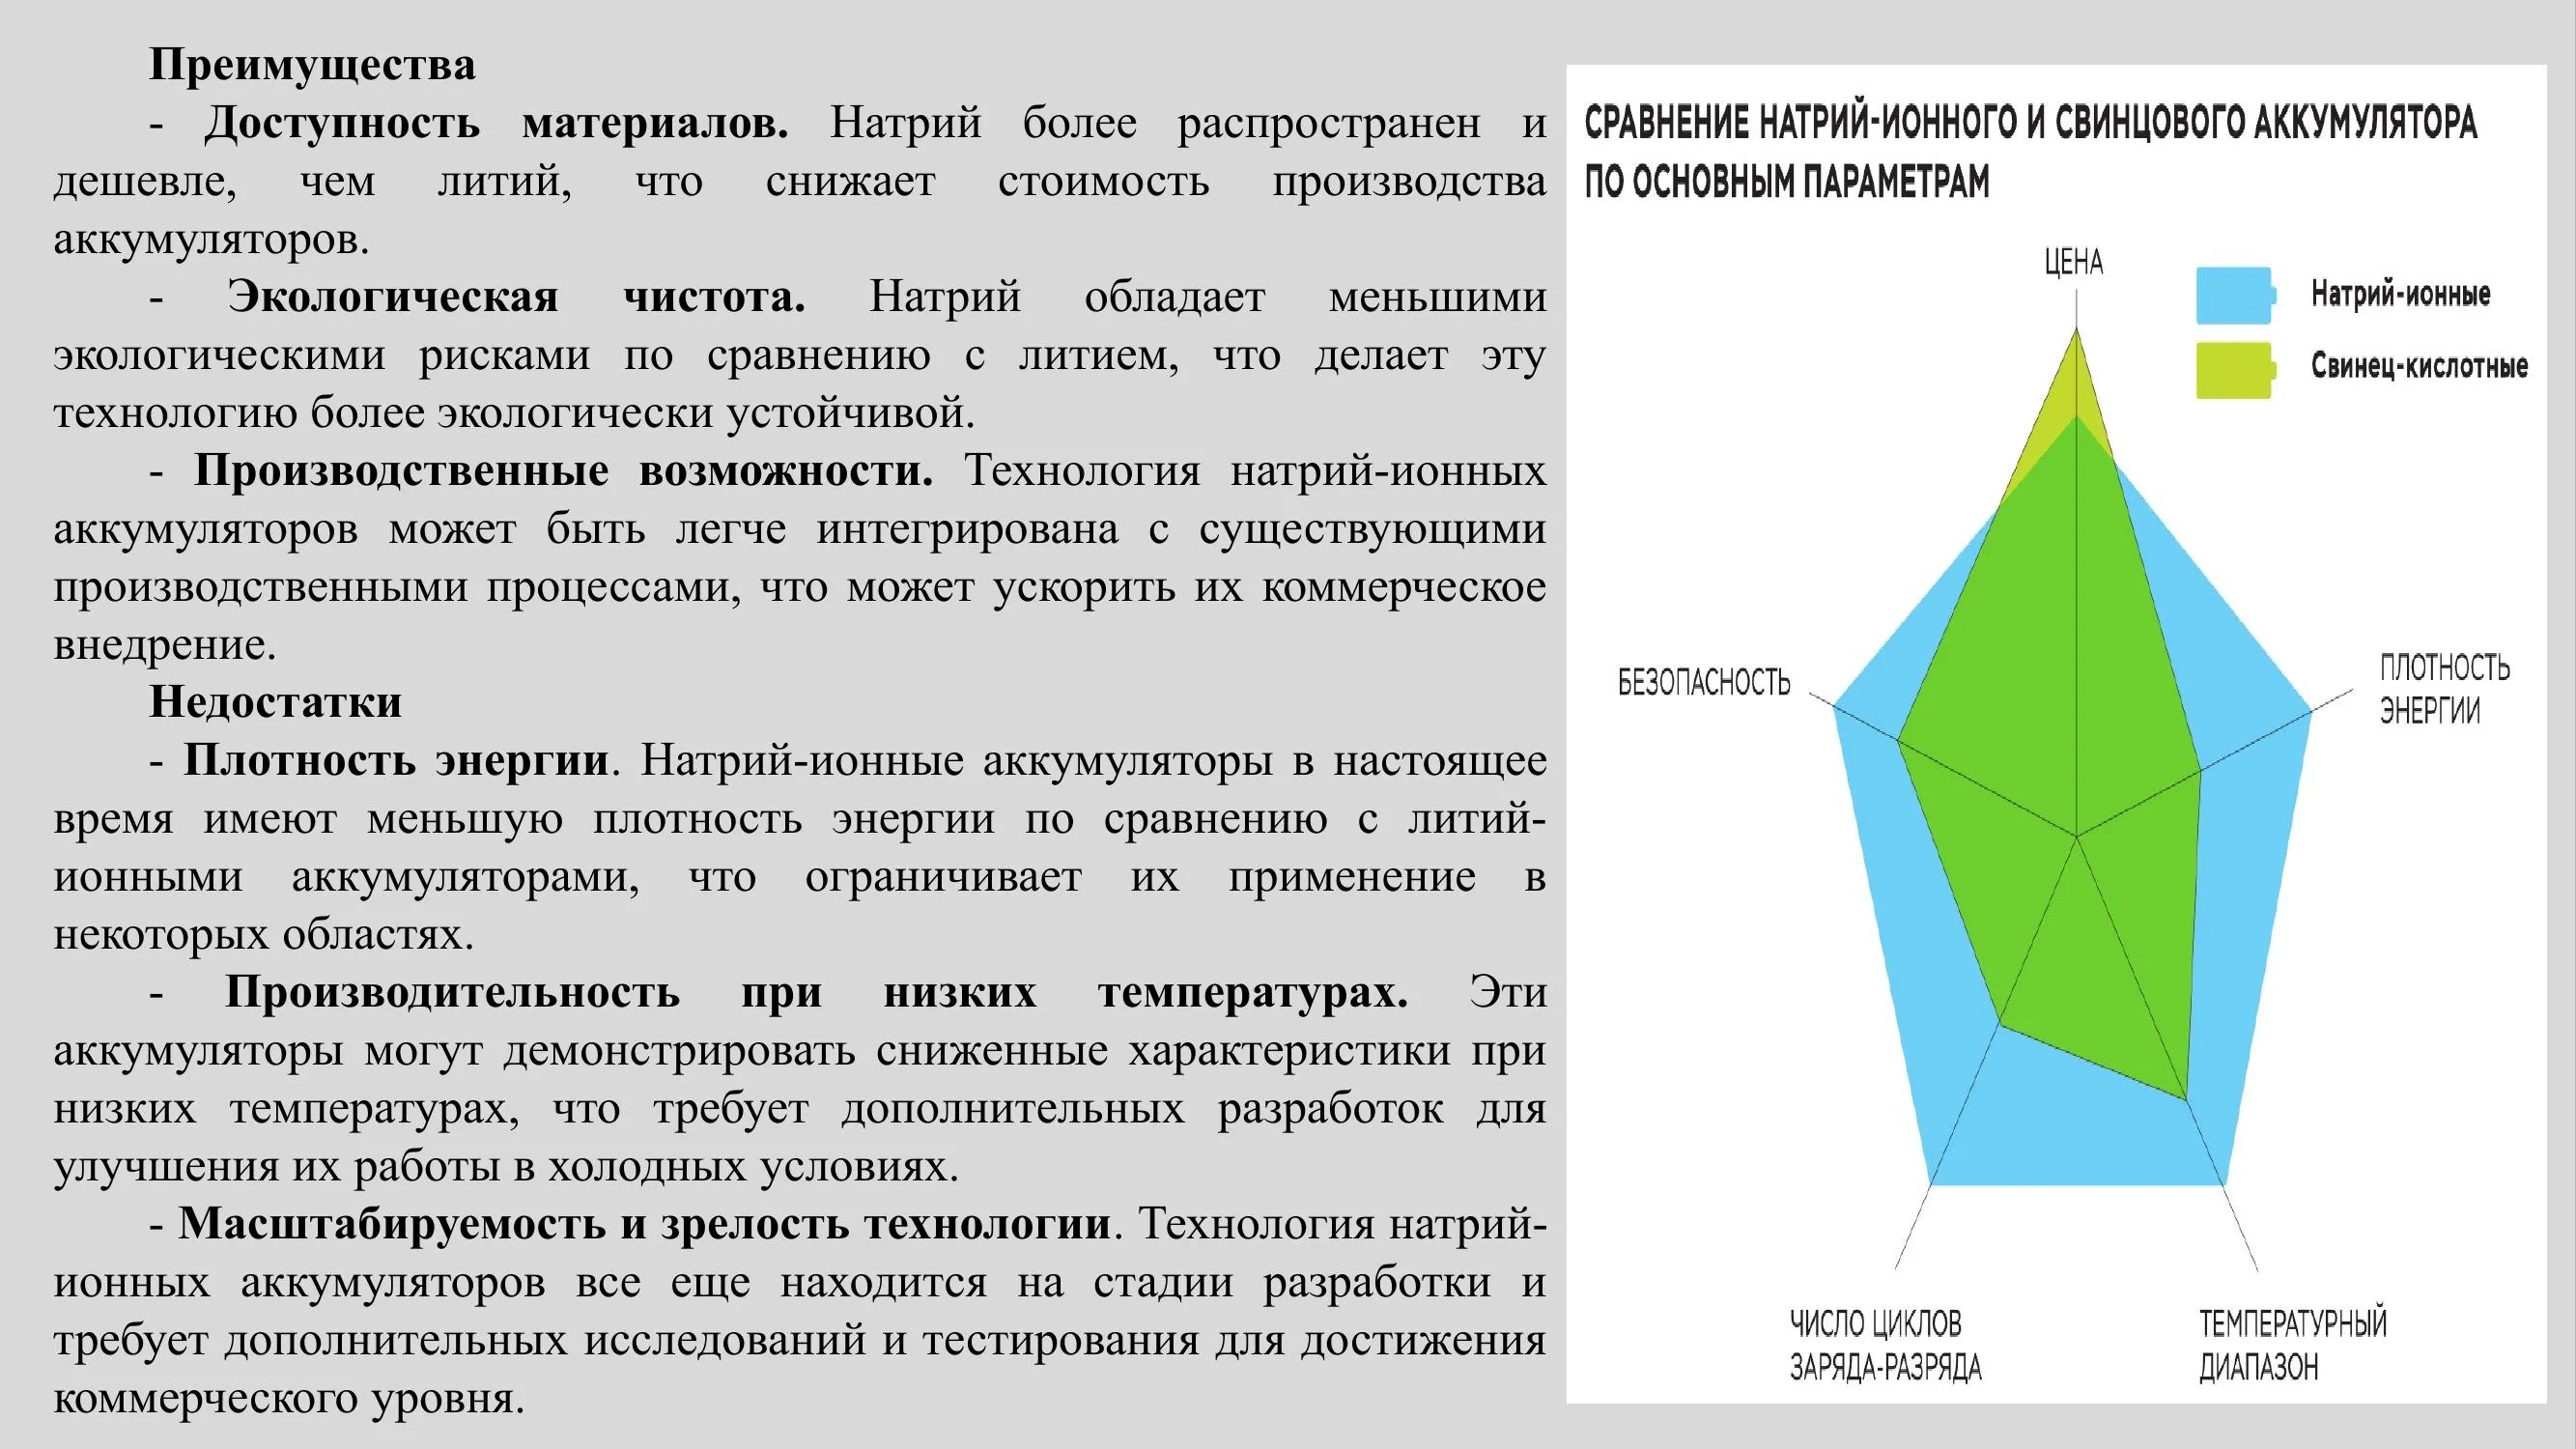 Преимущества
- Доступность материалов. Натрий более распространен и
дешевле, чем литий, что снижает стоимость производства
аккумуляторов.
- Экологическая чистота. Натрий обладает меньшими
экологическими рисками по сравнению с литием, что делает эту
технологию более экологически устойчивой.
- Производственные возможности. Технология натрий-ионных
аккумуляторов может быть легче интегрирована с существующими
производственными процессами, что может ускорить их коммерческое
внедрение.
Недостатки
- Плотность энергии. Натрий-ионные аккумуляторы в настоящее
время имеют меньшую плотность энергии по сравнению с литий-
ионными аккумуляторами, что ограничивает их применение в
некоторых областях.
- Производительность при низких температурах. Эти
аккумуляторы могут демонстрировать сниженные характеристики при
низких температурах, что требует дополнительных разработок для
улучшения их работы в холодных условиях.
- Масштабируемость и зрелость технологии. Технология натрий-
ионных аккумуляторов все еще находится на стадии разработки и
требует дополнительных исследований и тестирования для достижения
коммерческого уровня.
СРАВНЕНИЕ НАТРИЙ-ИОННОГО И СВИНЦОВОГО АККУМУЛЯТОРА
ПО ОСНОВНЫМ ПАРАМЕТРАМ
ЦЕНА
Натрий-ионные
Свинец-кислотные
БЕЗОПАСНОСТЬ
ПЛОТНОСТЬ
ЭНЕРГИИ
ЧИСЛО ЦИКЛОВ
ЗАРЯДА-РАЗРЯДА
ТЕМПЕРАТУРНЫЙ
ДИАПАЗОН